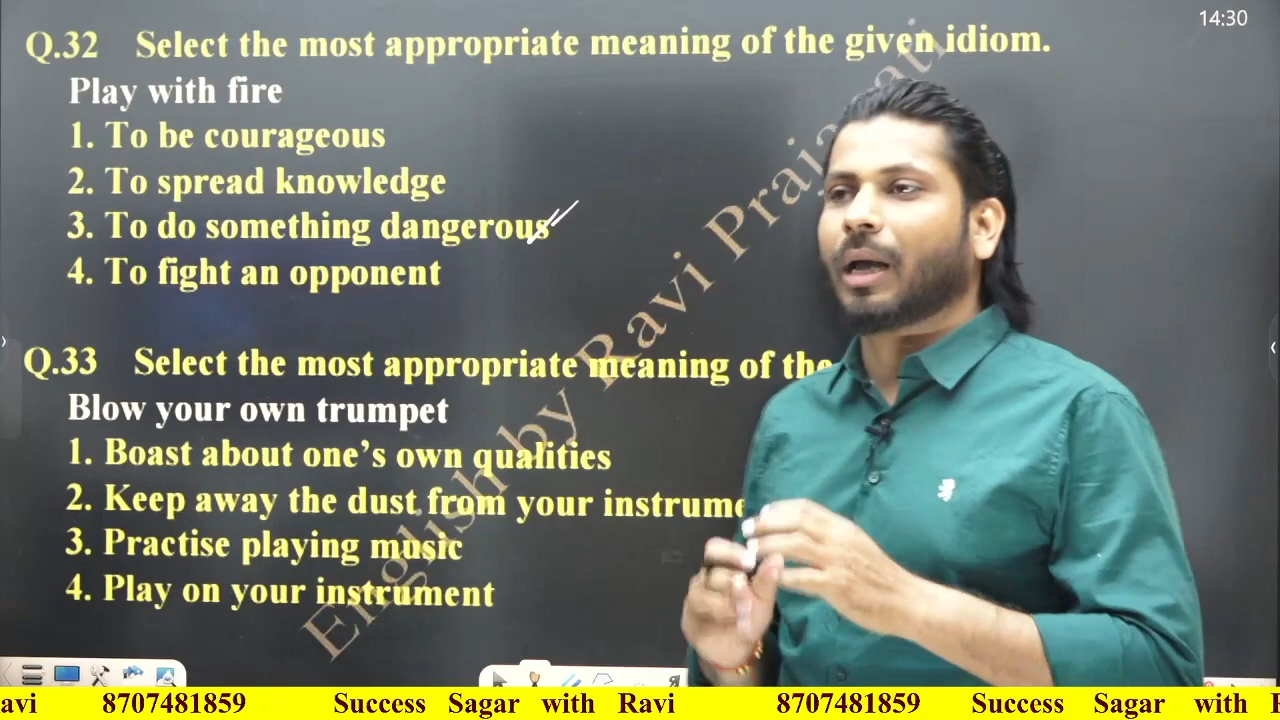 14:30
Q.32 Select the most appropriate meaning of the given idiom.
Play with fire
1. To be courageous
2. To spread knowledge
3. To do something dangerous
4. To fight an opponent
Q.33 Select the most appropriate meaning of the
Blow your own trumpet
1. Boast about one's own qualities
2. Keep away the dust from your instrume
3. Practise playing music
4. Play on your instrument
English by Ravi Prajapati
avi 8707481859 Success Sagar with Ravi 8707481859 Success Sagar with